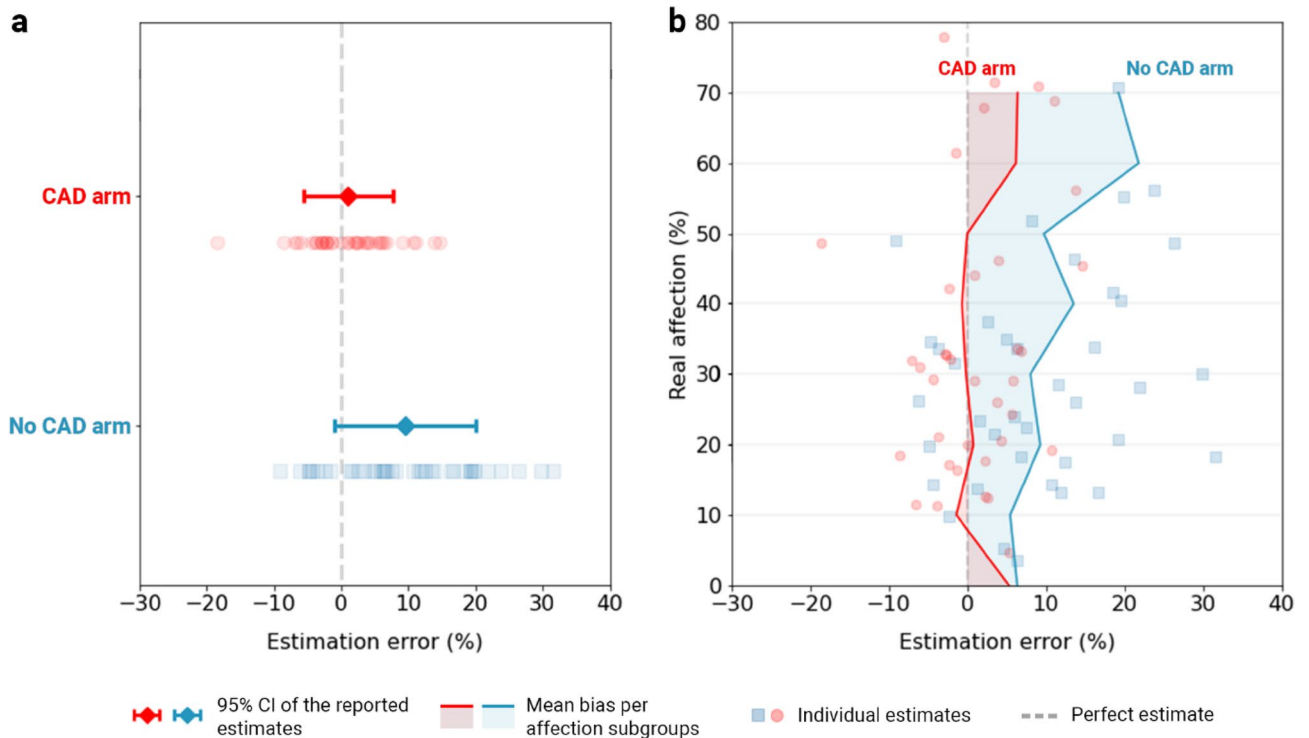 a
CAD arm
No CAD arm
−30 −20 −10 0 10 20 30 40
Estimation error (%)
b
80
70
60
50
40
30
20
10
0
Real affection (%)
CAD arm
No CAD arm
−30 −20 −10 0 10 20 30 40
Estimation error (%)
95% CI of the reported
estimates
Mean bias per
affection subgroups
Individual estimates
Perfect estimate